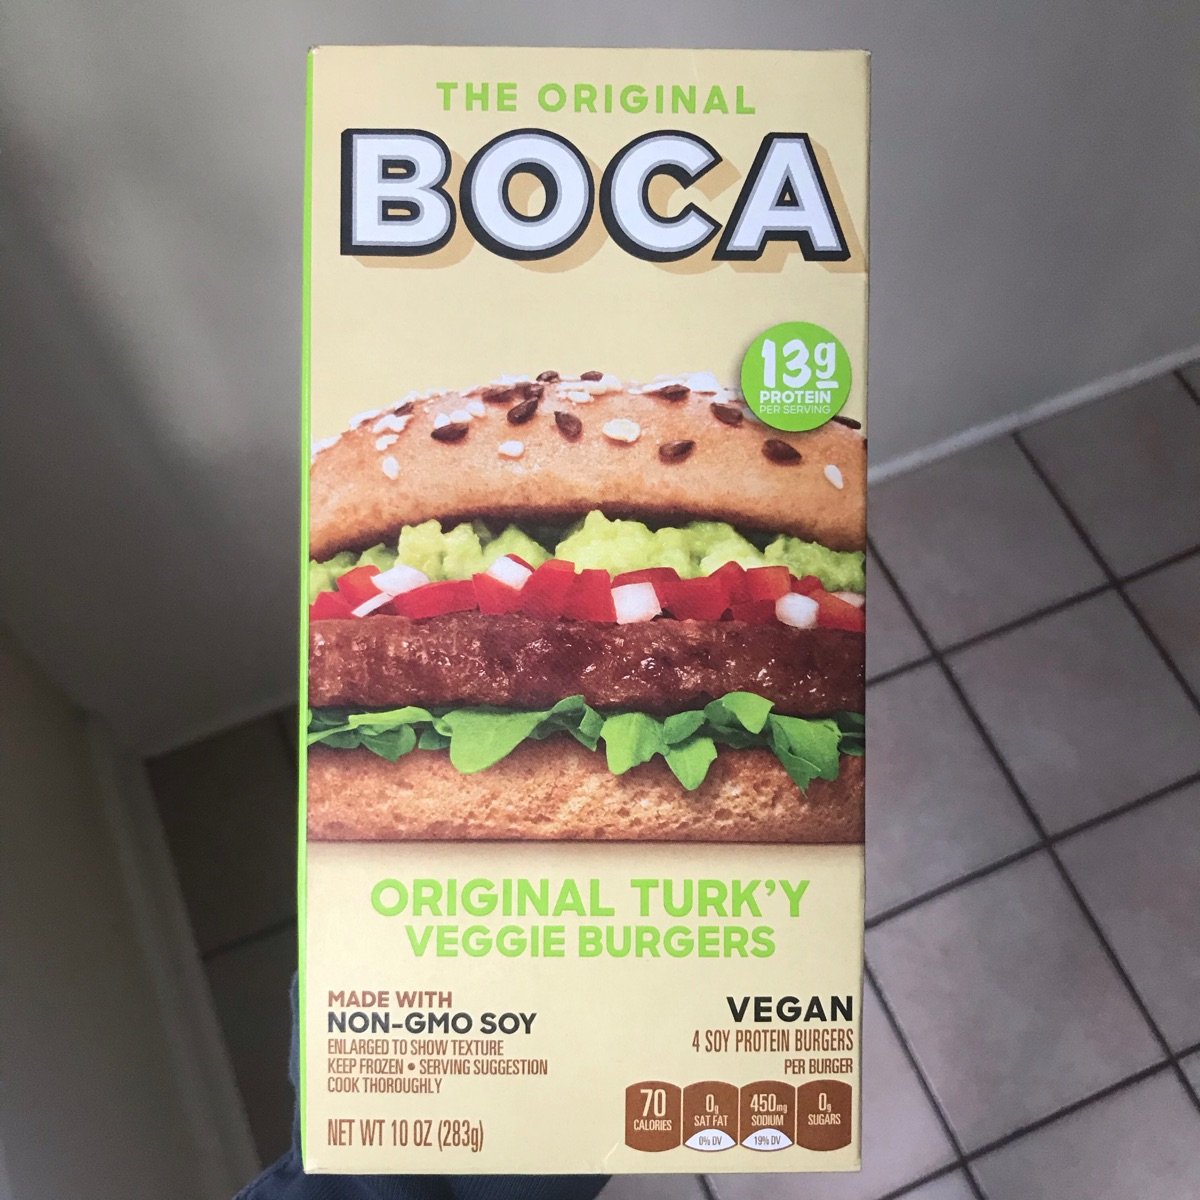 THE ORIGINAL
BOCA
13g
PROTEIN
PER SERVING
ORIGINAL TURK'Y
VEGGIE BURGERS
MADE WITH
NON-GMO SOY
ENLARGED TO SHOW TEXTURE
KEEP FROZEN • SERVING SUGGESTION
COOK THOROUGHLY
NET WT 10 OZ (283g)
VEGAN
4 SOY PROTEIN BURGERS
PER BURGER
70
CALORIES
0g
SAT FAT
0% DV
450mg
SODIUM
19% DV
0g
SUGARS